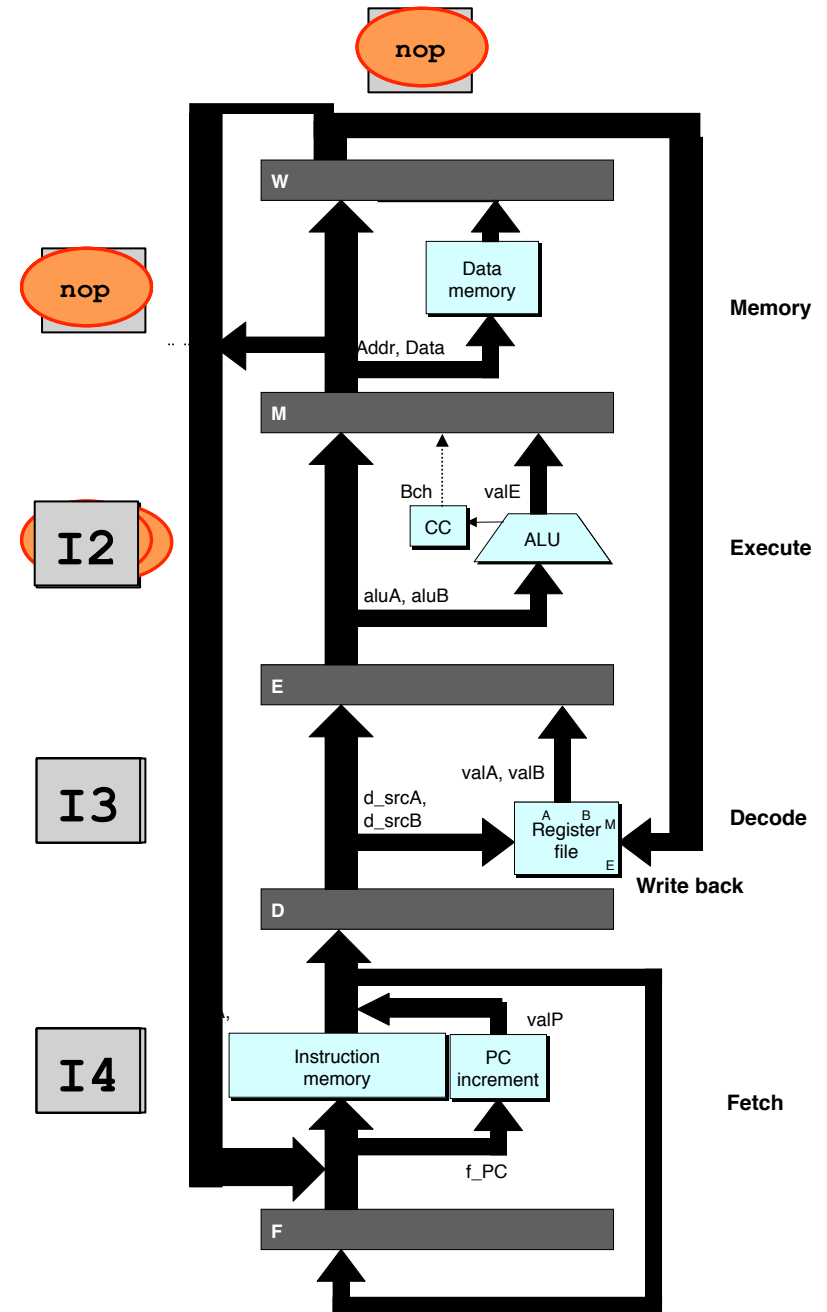 nop
W
nop
Data
memory
Memory
Addr, Data
M
Bch
valE
I2
CC
ALU
Execute
aluA, aluB
E
valA, valB
I3
d_srcA,
d_srcB
A B
M
Register
file
E
Decode
Write back
D
valP
I4
Instruction
memory
PC
increment
Fetch
f_PC
F